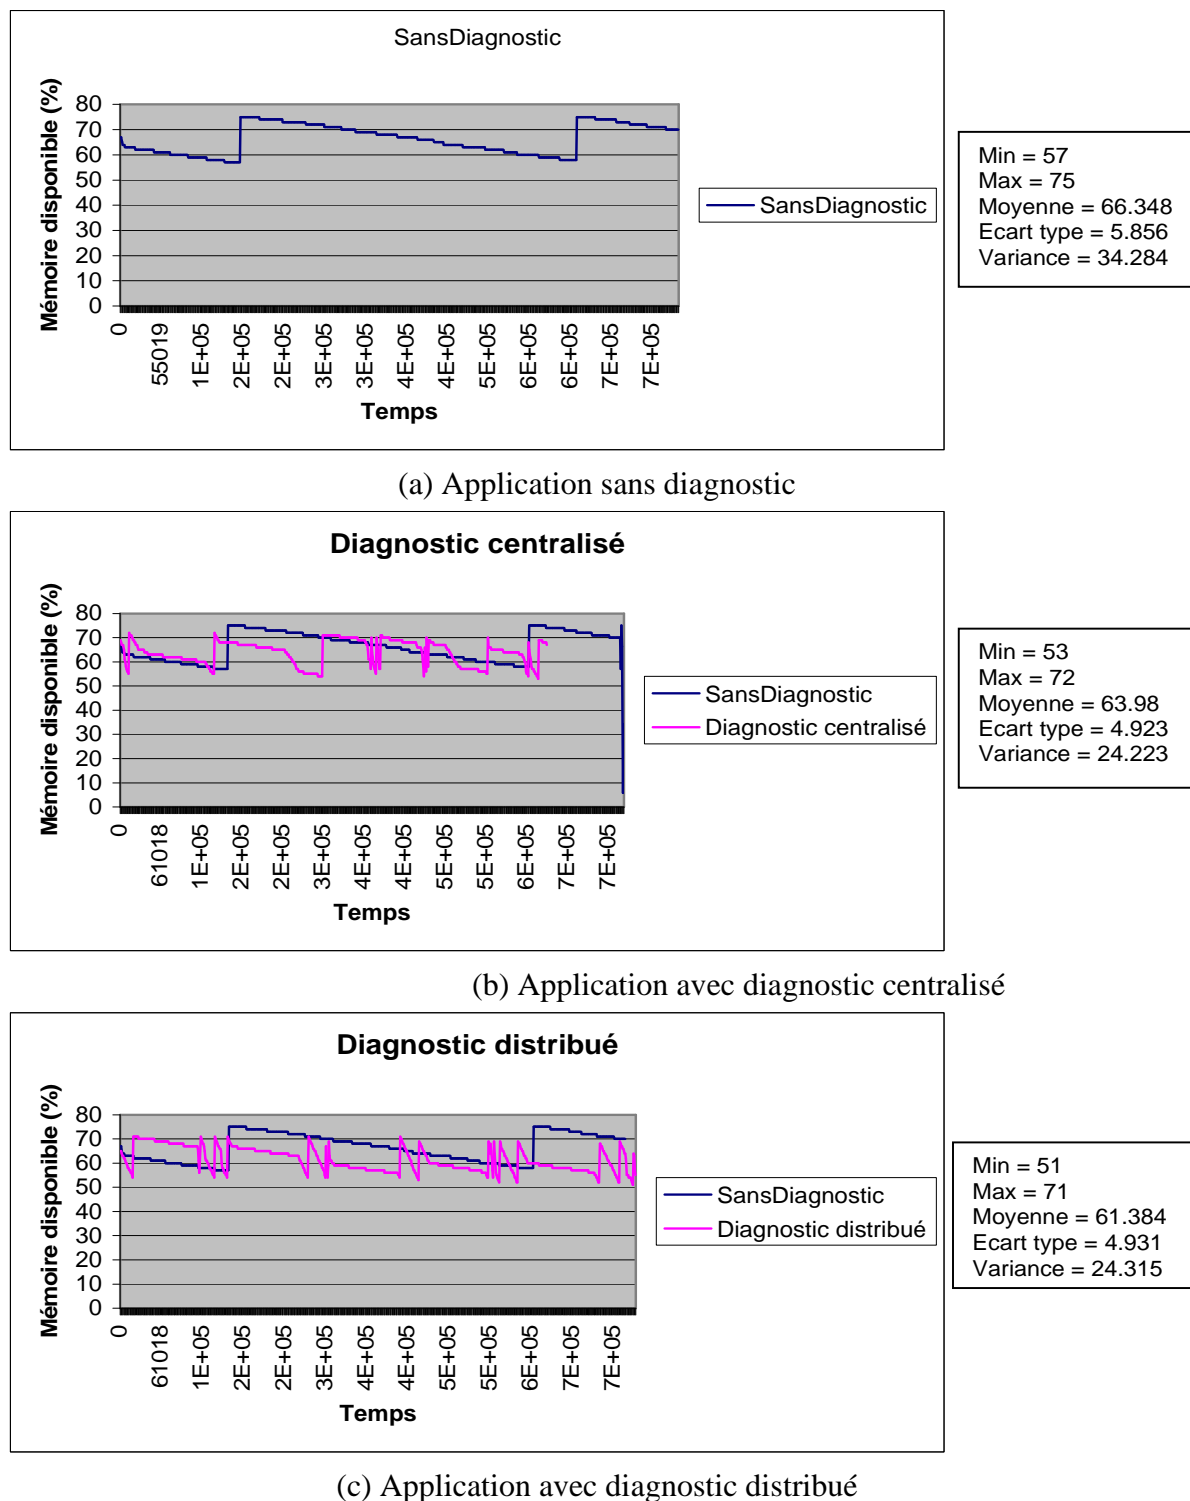 SansDiagnostic
Mémoire disponible (%)
80
70
60
50
40
30
20
10
0
0
55019
1E+05
2E+05
2E+05
3E+05
3E+05
4E+05
4E+05
5E+05
6E+05
6E+05
7E+05
7E+05
Temps
SansDiagnostic
Min = 57
Max = 75
Moyenne = 66.348
Ecart type = 5.856
Variance = 34.284
(a) Application sans diagnostic
Diagnostic centralisé
Mémoire disponible (%)
80
70
60
50
40
30
20
10
0
0
61018
1E+05
2E+05
2E+05
3E+05
4E+05
4E+05
5E+05
5E+05
6E+05
7E+05
7E+05
Temps
SansDiagnostic
Diagnostic centralisé
Min = 53
Max = 72
Moyenne = 63.98
Ecart type = 4.923
Variance = 24.223
(b) Application avec diagnostic centralisé
Diagnostic distribué
Mémoire disponible (%)
80
70
60
50
40
30
20
10
0
0
61018
1E+05
2E+05
2E+05
3E+05
4E+05
4E+05
5E+05
5E+05
6E+05
7E+05
7E+05
Temps
SansDiagnostic
Diagnostic distribué
Min = 51
Max = 71
Moyenne = 61.384
Ecart type = 4.931
Variance = 24.315
(c) Application avec diagnostic distribué